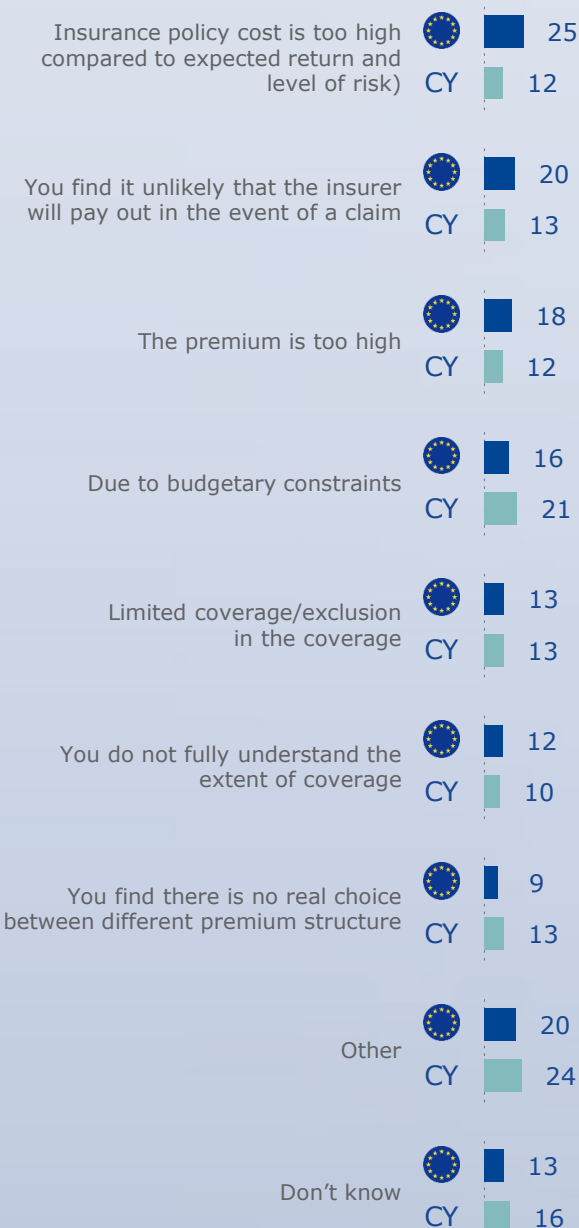 Insurance policy cost is too high
compared to expected return and
level of risk)
25
CY 12
You find it unlikely that the insurer
will pay out in the event of a claim
20
CY 13
The premium is too high
18
CY 12
Due to budgetary constraints
16
CY 21
Limited coverage/exclusion
in the coverage
13
CY 13
You do not fully understand the
extent of coverage
12
CY 10
You find there is no real choice
between different premium structure
9
CY 13
Other
20
CY 24
Don't know
13
CY 16